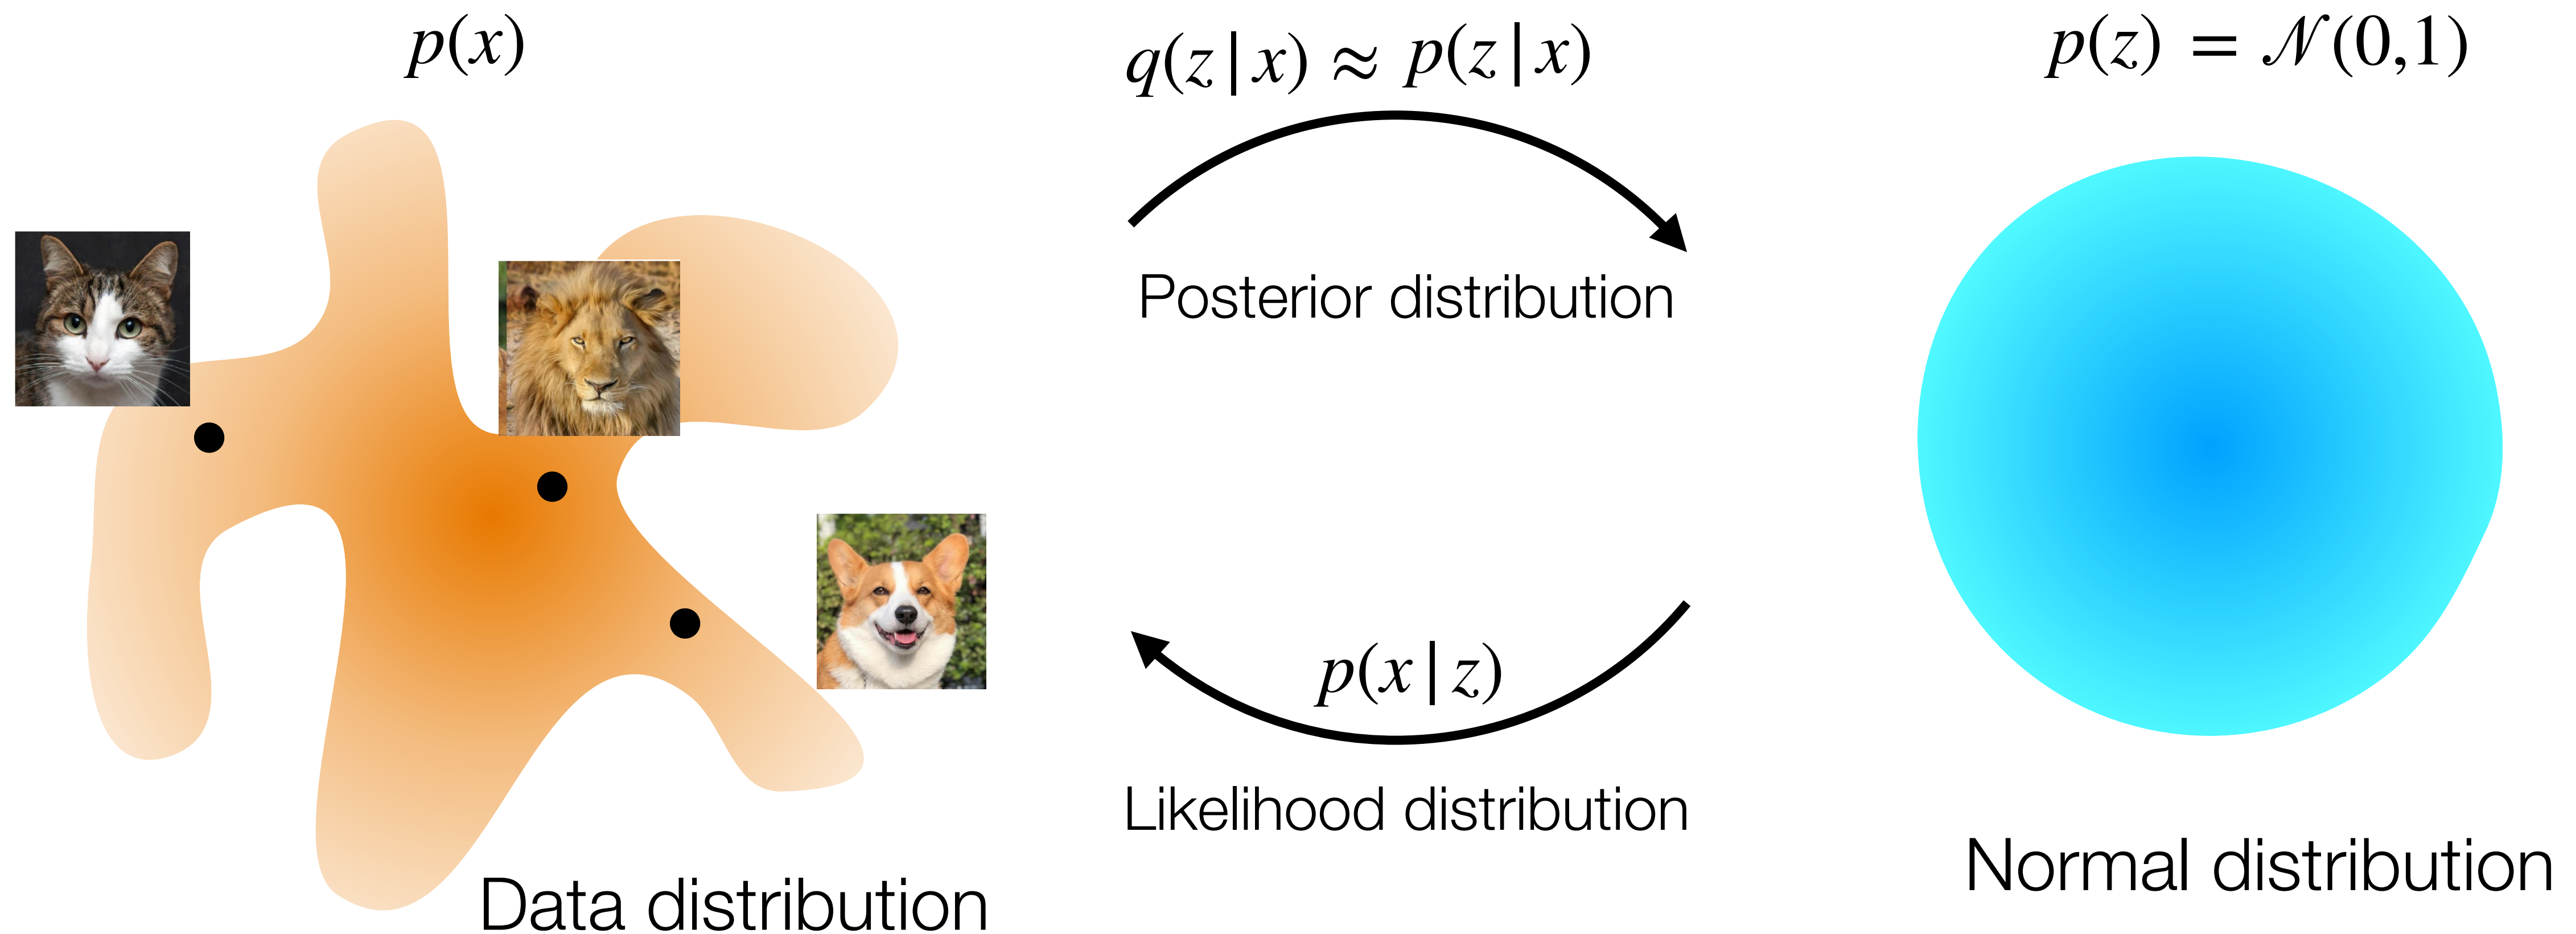 p(x)
q(z|x) ≈ p(z|x)
p(z) = 𝒩(0,1)
Posterior distribution
p(x|z)
Likelihood distribution
Data distribution
Normal distribution